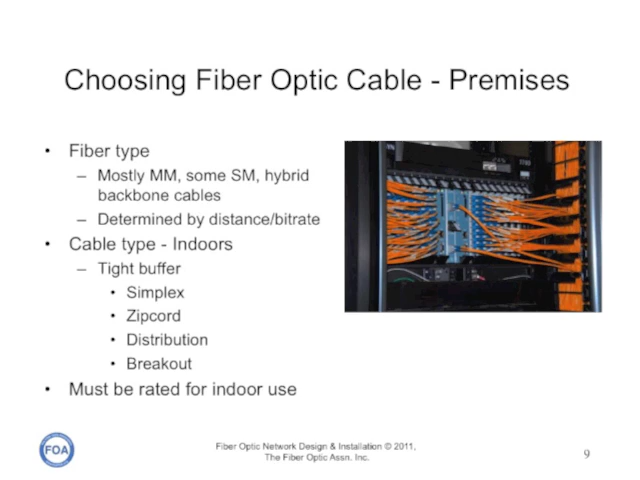 Choosing Fiber Optic Cable - Premises
• Fiber type
– Mostly MM, some SM, hybrid
backbone cables
– Determined by distance/bitrate
• Cable type - Indoors
– Tight buffer
• Simplex
• Zipcord
• Distribution
• Breakout
• Must be rated for indoor use
FOA
Fiber Optic Network Design & Installation © 2011,
The Fiber Optic Assn. Inc.
9